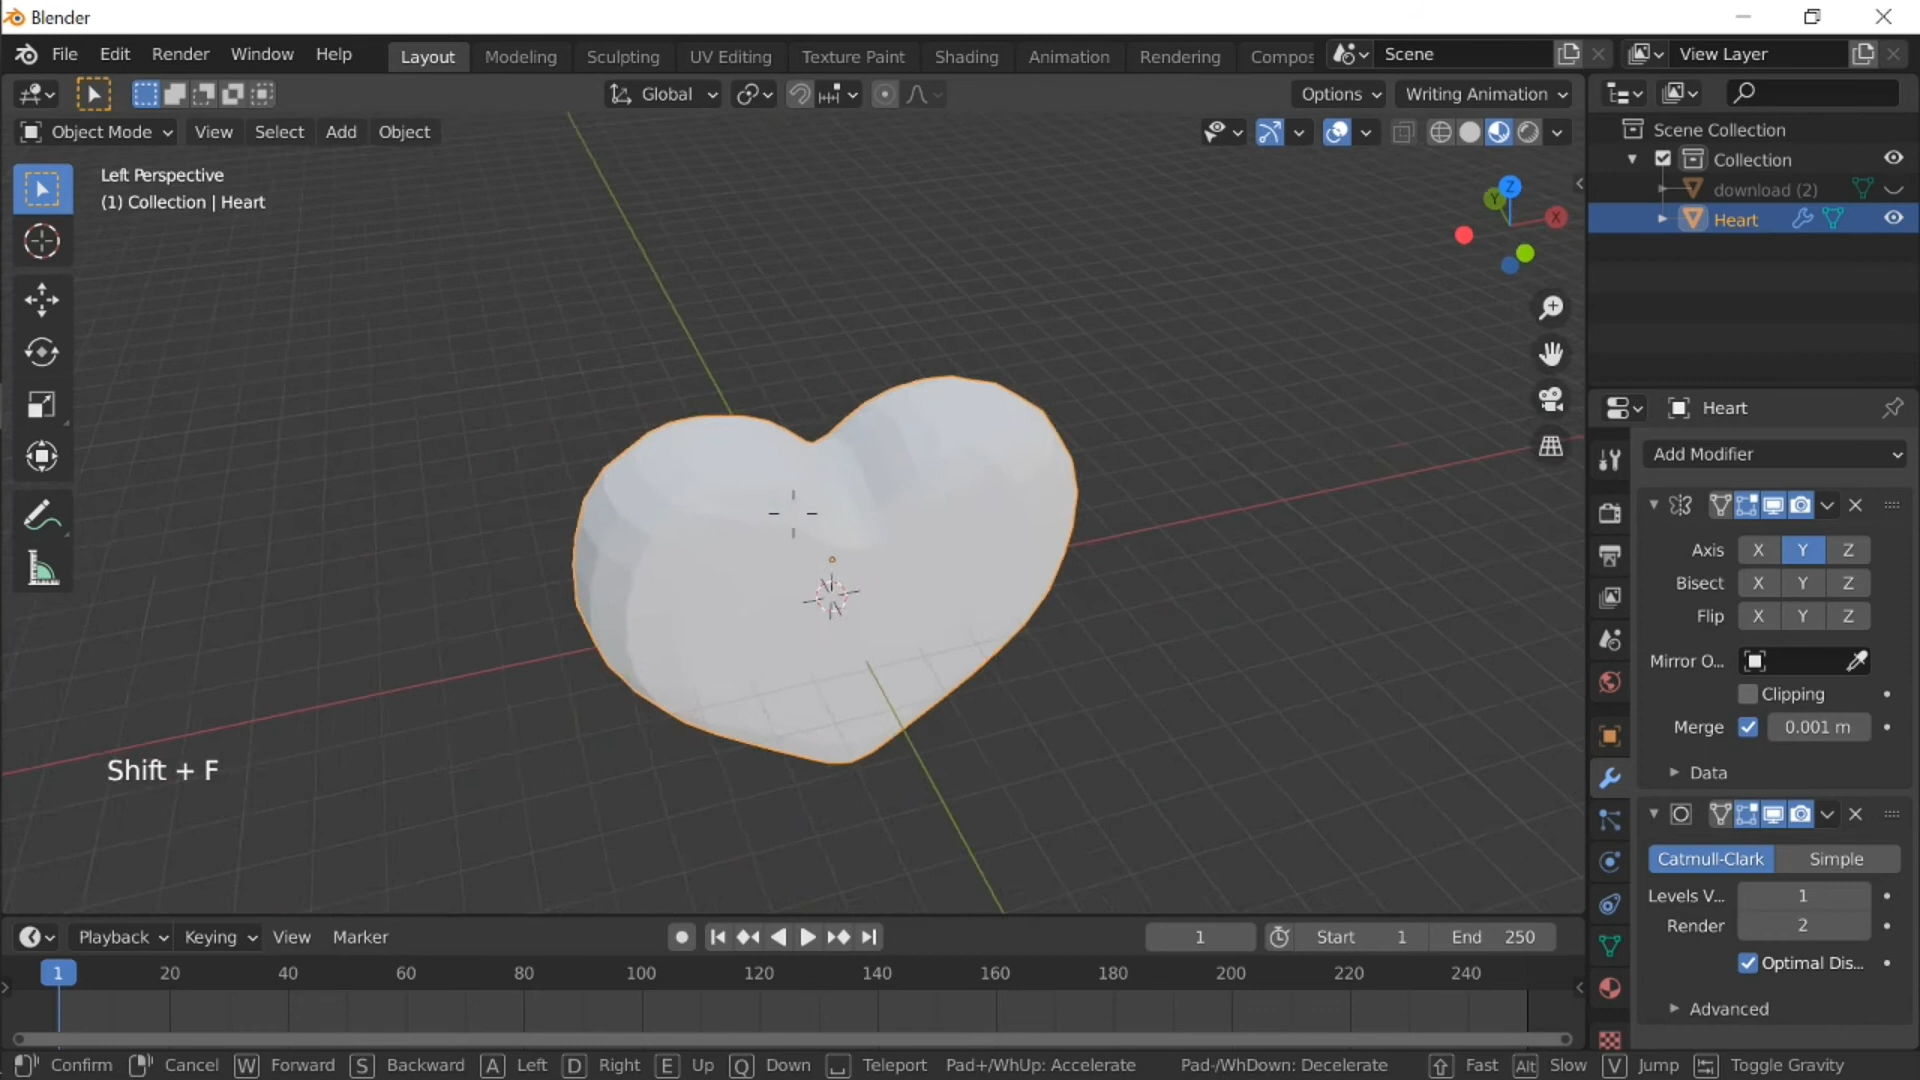 Blender
File Edit Render Window Help
Layout Modeling Sculpting UV Editing Texture Paint Shading Animation Rendering Compos
Scene
View Layer
Global
Options
Writing Animation
Object Mode View Select Add Object
Left Perspective
(1) Collection | Heart
Z
Y
X
Shift + F
Scene Collection
Collection
download (2)
Heart
Heart
Add Modifier
Axis X Y Z
Bisect X Y Z
Flip X Y Z
Mirror O...
Clipping
Merge 0.001 m
Data
Catmull-Clark Simple
Levels V... 1
Render 2
Optimal Dis...
Advanced
Playback Keying View Marker
1 Start 1 End 250
1 20 40 60 80 100 120 140 160 180 200 220 240
Confirm Cancel W Forward S Backward A Left D Right E Up Q Down Teleport Pad+/WhUp: Accelerate Pad-/WhDown: Decelerate Fast Alt Slow V Jump Toggle Gravity